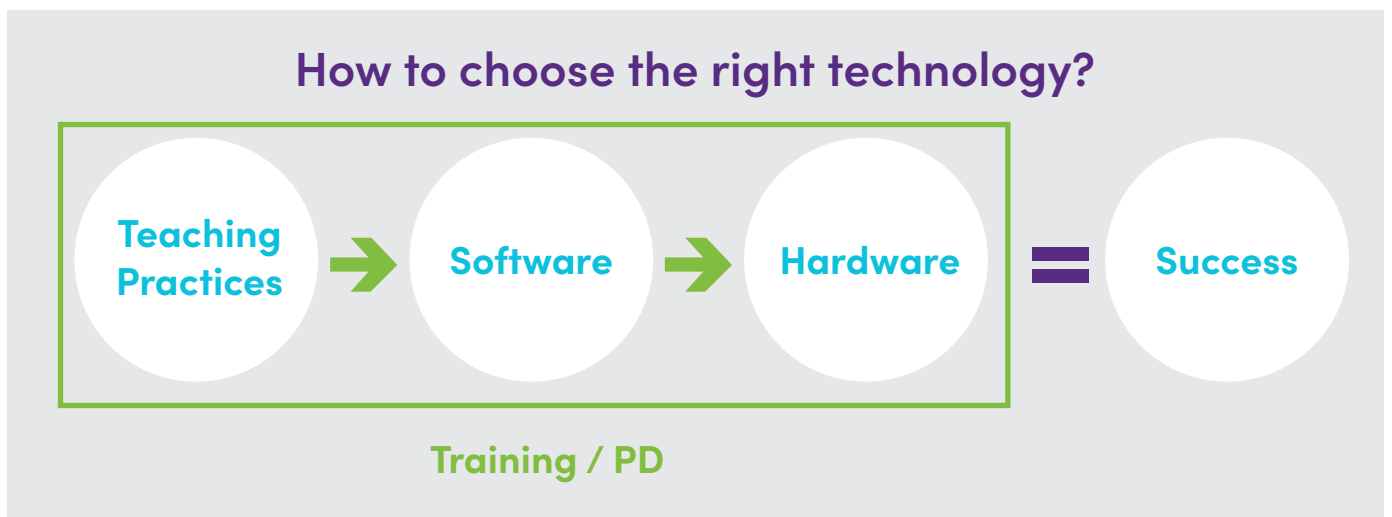 How to choose the right technology?
Teaching
Practices
Software
Hardware
Success
Training / PD